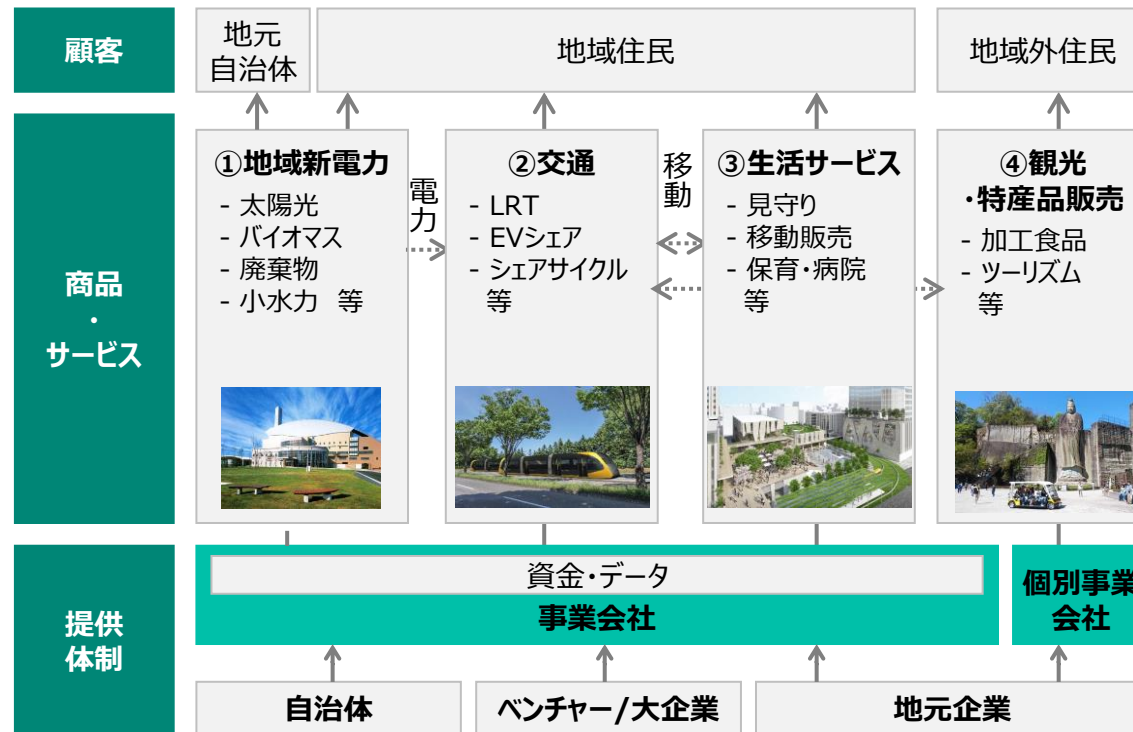 顧客
地元
自治体
地域住民
地域外住民
商品
・
サービス
①地域新電力
- 太陽光
- バイオマス
- 廃棄物
- 小水力 等
電力
②交通
- LRT
- EVシェア
- シェアサイクル
等
移動
③生活サービス
- 見守り
- 移動販売
- 保育・病院
等
④観光
・特産品販売
- 加工食品
- ツーリズム
等
提供
体制
資金・データ
事業会社
個別事業
会社
自治体
ベンチャー/大企業
地元企業